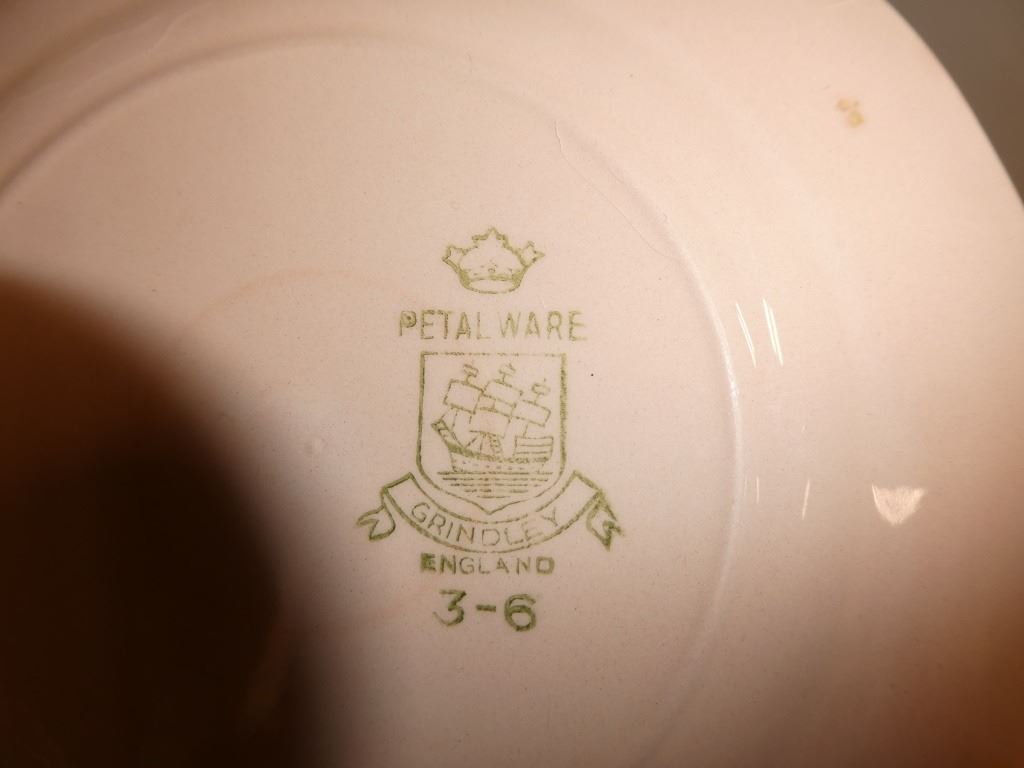 PETAL WARE
GRINDLEY
ENGLAND
3-6